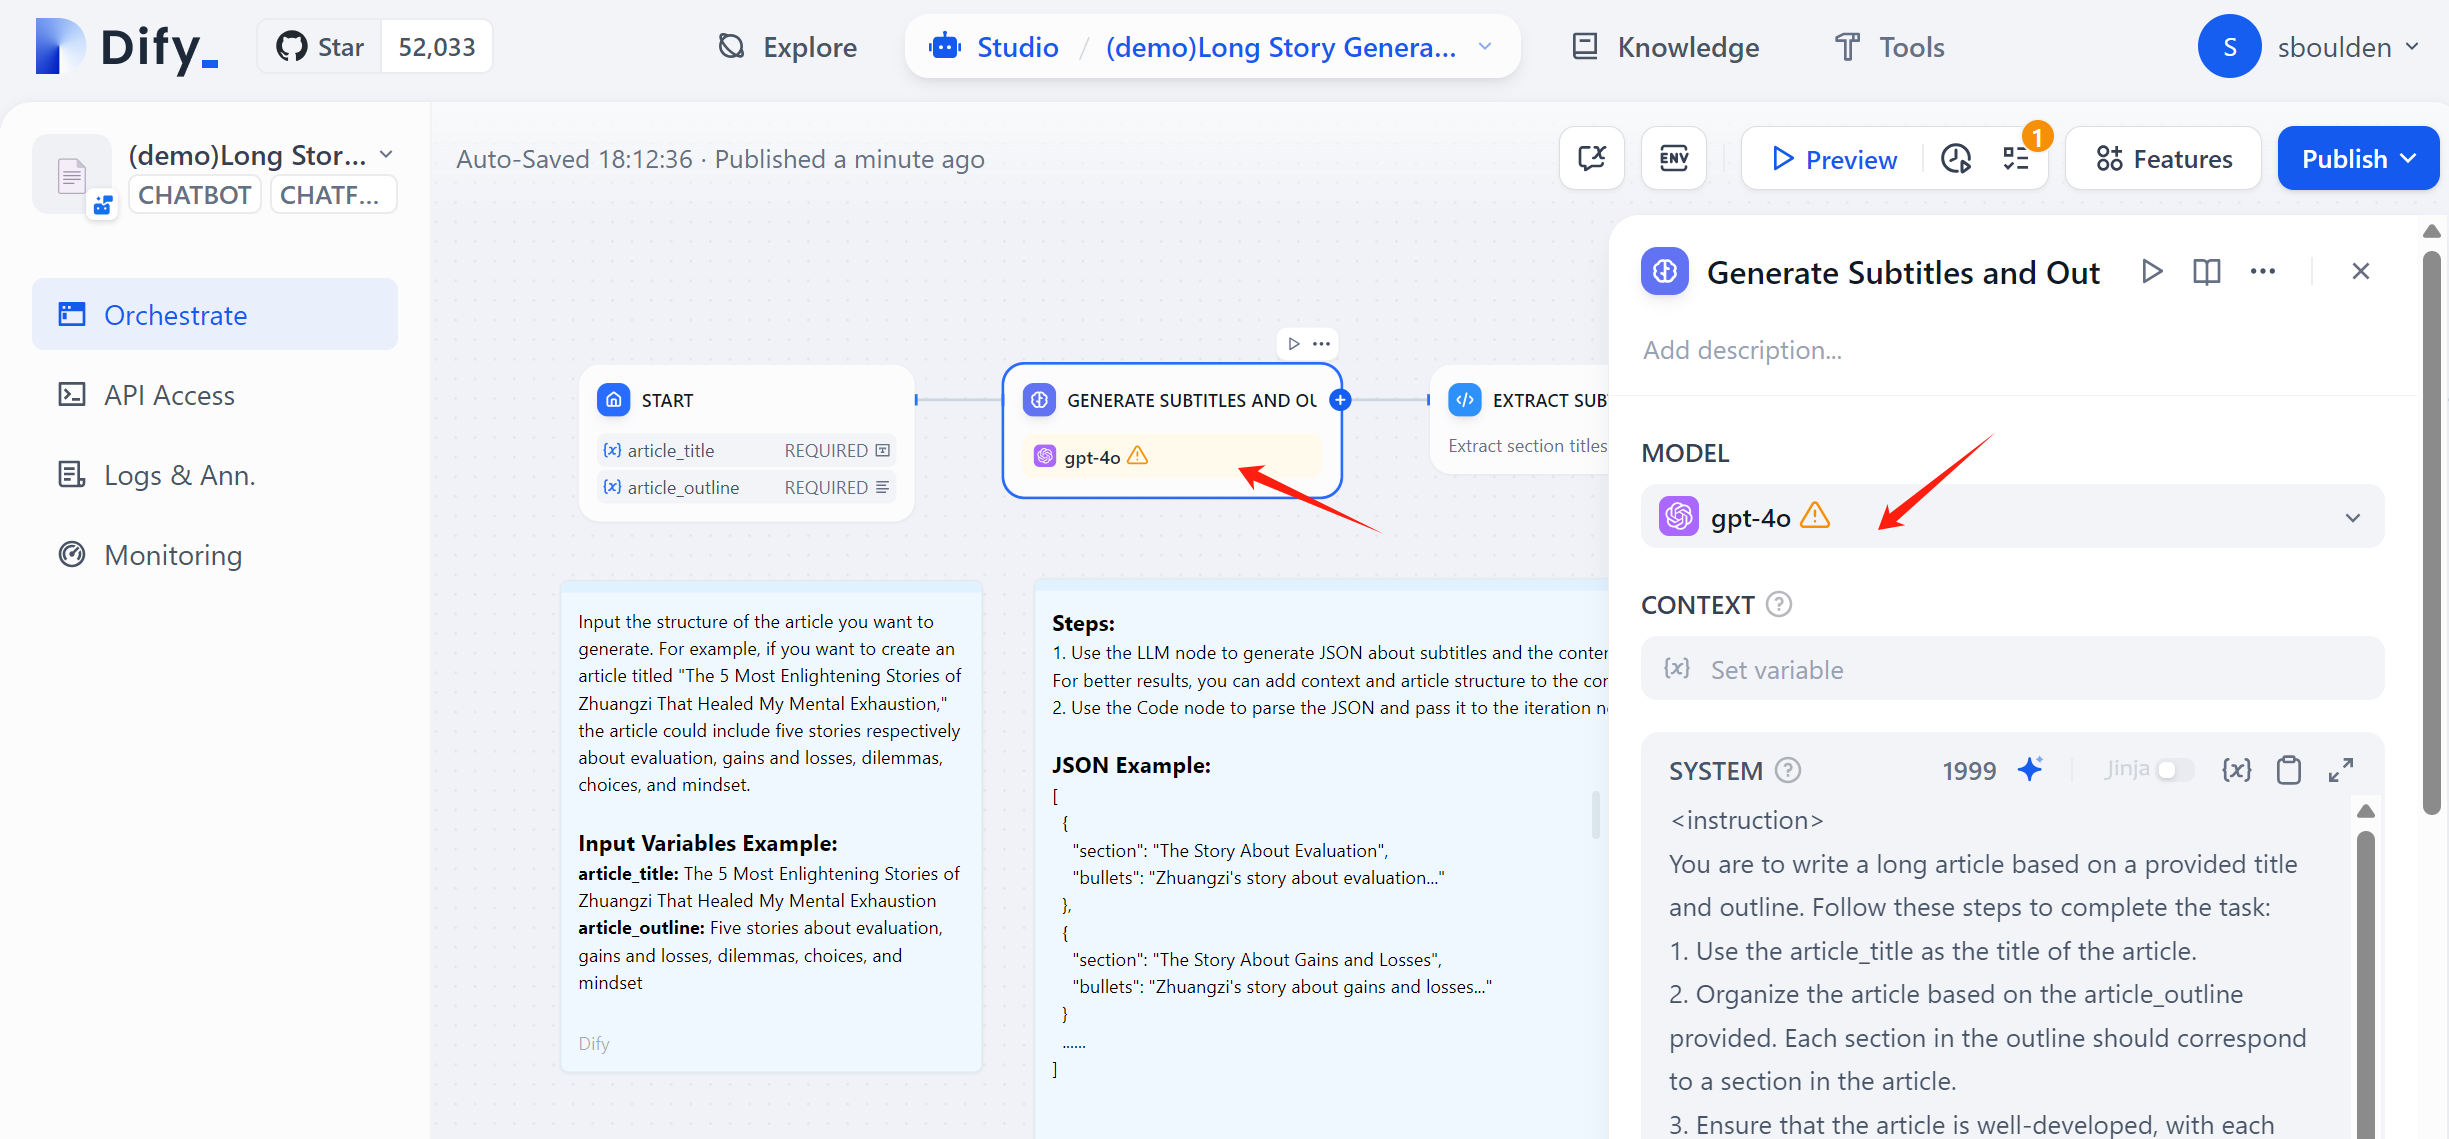 Dify_
Star 52,033
Explore
Studio / (demo)Long Story Genera...
Knowledge
Tools
S sboulden
(demo)Long Stor...
CHATBOT CHATF...
Auto-Saved 18:12:36 · Published a minute ago
ENV
Preview
1
Features
Publish
Orchestrate
API Access
Logs & Ann.
Monitoring
START
{x} article_title REQUIRED
{x} article_outline REQUIRED
GENERATE SUBTITLES AND OU
gpt-4o
EXTRACT SUB
Extract section titles
Input the structure of the article you want to
generate. For example, if you want to create an
article titled "The 5 Most Enlightening Stories of
Zhuangzi That Healed My Mental Exhaustion,"
the article could include five stories respectively
about evaluation, gains and losses, dilemmas,
choices, and mindset.
Input Variables Example:
article_title: The 5 Most Enlightening Stories of
Zhuangzi That Healed My Mental Exhaustion
article_outline: Five stories about evaluation,
gains and losses, dilemmas, choices, and
mindset
Dify
Steps:
1. Use the LLM node to generate JSON about subtitles and the conten
For better results, you can add context and article structure to the con
2. Use the Code node to parse the JSON and pass it to the iteration n
JSON Example:
[
{
"section": "The Story About Evaluation",
"bullets": "Zhuangzi's story about evaluation..."
},
{
"section": "The Story About Gains and Losses",
"bullets": "Zhuangzi's story about gains and losses..."
}
......
]
Generate Subtitles and Out
Add description...
MODEL
gpt-4o
CONTEXT ?
{x} Set variable
SYSTEM ? 1999 Jinja {x}
<instruction>
You are to write a long article based on a provided title
and outline. Follow these steps to complete the task:
1. Use the article_title as the title of the article.
2. Organize the article based on the article_outline
provided. Each section in the outline should correspond
to a section in the article.
3. Ensure that the article is well-developed, with each